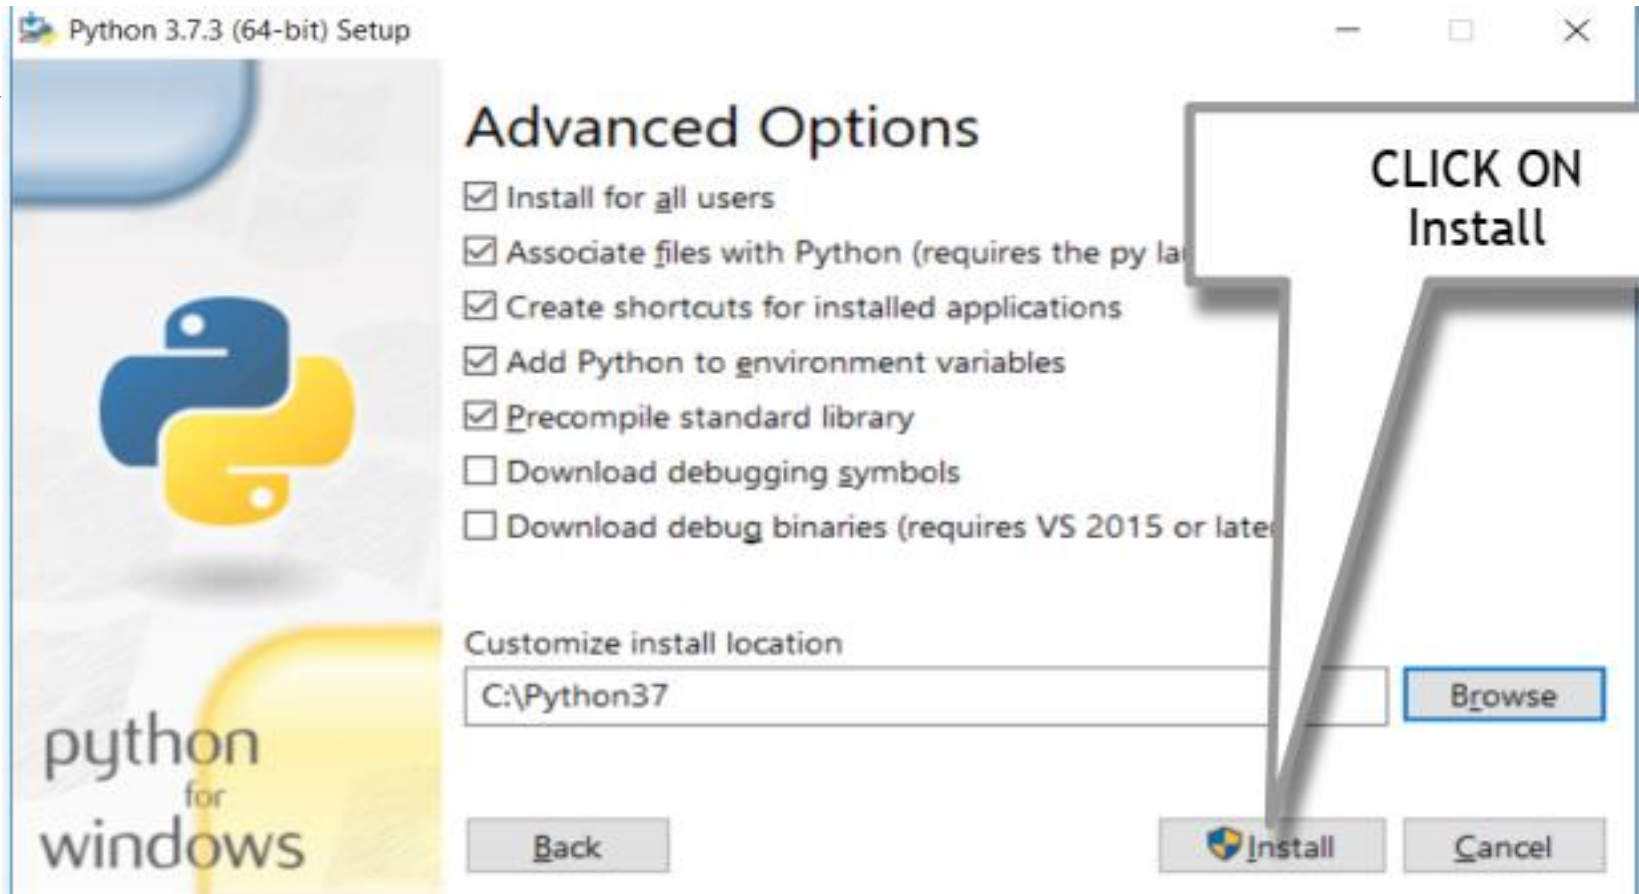 Python 3.7.3 (64-bit) Setup
Advanced Options
Install for all users
Associate files with Python (requires the py
Create shortcuts for installed applications
Add Python to environment variables
Precompile standard library
Download debugging symbols
Download debug binaries (requires VS 2015 or
CLICK ON
Install
Customize install location
C:\Python37
Browse
python
for
windows
Back
Install
Cancel